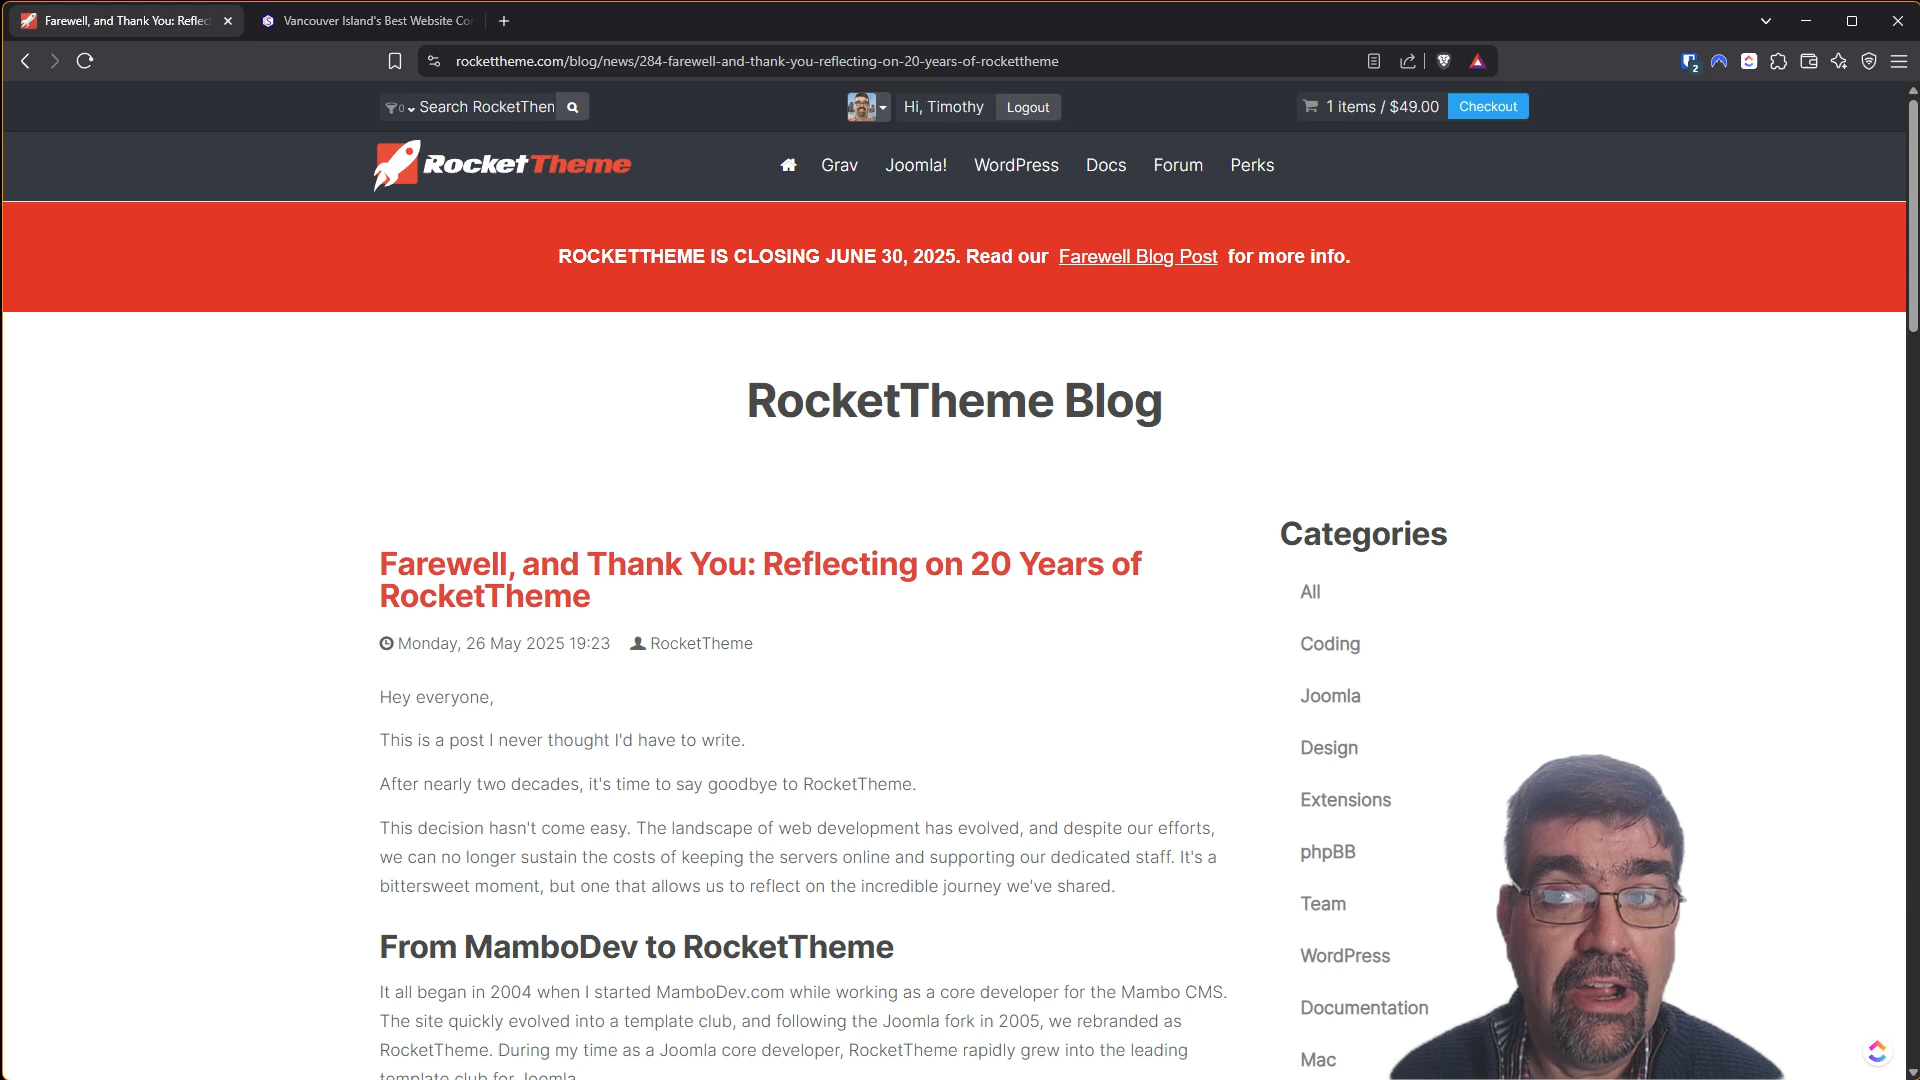 Farewell, and Thank You: Reflec
Vancouver Island's Best Website Co
rockettheme.com/blog/news/284-farewell-and-thank-you-reflecting-on-20-years-of-rockettheme
2
0
Search RocketThem
Hi, Timothy
Logout
1 items / $49.00
Checkout
RocketTheme
Grav
Joomla!
WordPress
Docs
Forum
Perks
ROCKETTHEME IS CLOSING JUNE 30, 2025. Read our Farewell Blog Post for more info.
RocketTheme Blog
Farewell, and Thank You: Reflecting on 20 Years of
RocketTheme
Monday, 26 May 2025 19:23 RocketTheme
Hey everyone,
This is a post I never thought I'd have to write.
After nearly two decades, it's time to say goodbye to RocketTheme.
This decision hasn't come easy. The landscape of web development has evolved, and despite our efforts,
we can no longer sustain the costs of keeping the servers online and supporting our dedicated staff. It's a
bittersweet moment, but one that allows us to reflect on the incredible journey we've shared.
From MamboDev to RocketTheme
It all began in 2004 when I started MamboDev.com while working as a core developer for the Mambo CMS.
The site quickly evolved into a template club, and following the Joomla fork in 2005, we rebranded as
RocketTheme. During my time as a Joomla core developer, RocketTheme rapidly grew into the leading
template club for Joomla.
Categories
All
Coding
Joomla
Design
Extensions
phpBB
Team
WordPress
Documentation
Mac